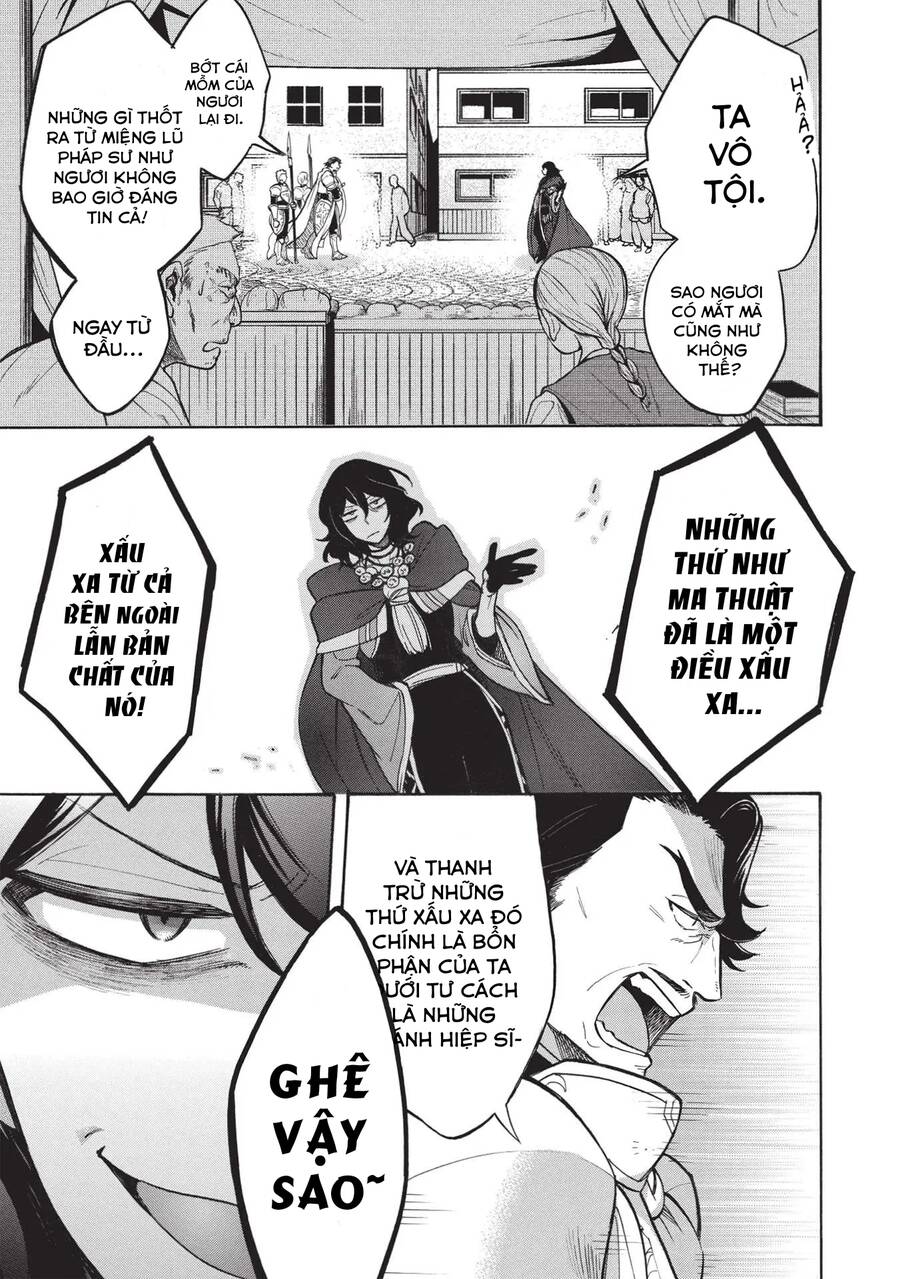 HẢẢ?
TA
VÔ
TỘI.
SAO NGƯƠI
CÓ MẮT MÀ
CŨNG NHƯ
KHÔNG
THẾ?
BỚT CÁI
MỒM CỦA
NGƯƠI
LẠI ĐI.
NHỮNG GÌ THỐT
RA TỪ MIỆNG LŨ
PHÁP SƯ NHƯ
NGƯƠI KHÔNG
BAO GIỜ ĐÁNG
TIN CẢ!
NGAY TỪ
ĐẦU...
NHỮNG
THỨ NHƯ
MA THUẬT
ĐÃ LÀ MỘT
ĐIỀU XẤU
XA...
XẤU
XA TỪ CẢ
BÊN NGOÀI
LẪN BẢN
CHẤT CỦA
NÓ!
VÀ THANH
TRỪ NHỮNG
THỨ XẤU XA ĐÓ
CHÍNH LÀ BỔN
PHẬN CỦA TA
ƯỚI TƯ CÁCH
LÀ NHỮNG
ÁNH HIỆP SĨ-
GHÊ
VẬY
SAO~